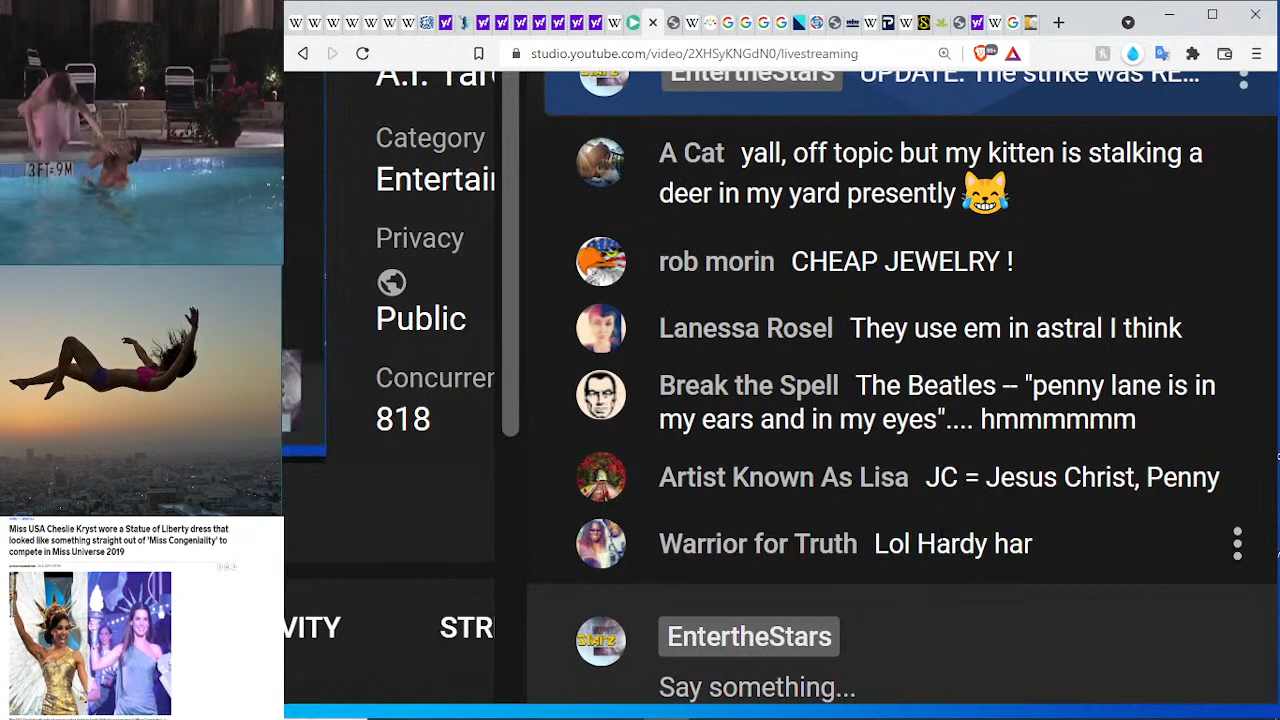 3FT=9M
Miss USA Cheslie Kryst wore a Statue of Liberty dress that
looked like something straight out of 'Miss Congeniality' to
compete in Miss Universe 2019
studio.youtube.com/video/2XHSyKNGdN0/livestreaming
99+
Category
Entertai
Privacy
Public
Concurrer
818
VITY
STR
EntertheStars UPDATE: The strike was RE...
A Cat yall, off topic but my kitten is stalking a
deer in my yard presently 😹
rob morin CHEAP JEWELRY !
Lanessa Rosel They use em in astral I think
Break the Spell The Beatles -- "penny lane is in
my ears and in my eyes".... hmmmmmm
Artist Known As Lisa JC = Jesus Christ, Penny
Warrior for Truth Lol Hardy har
EntertheStars
Say something...